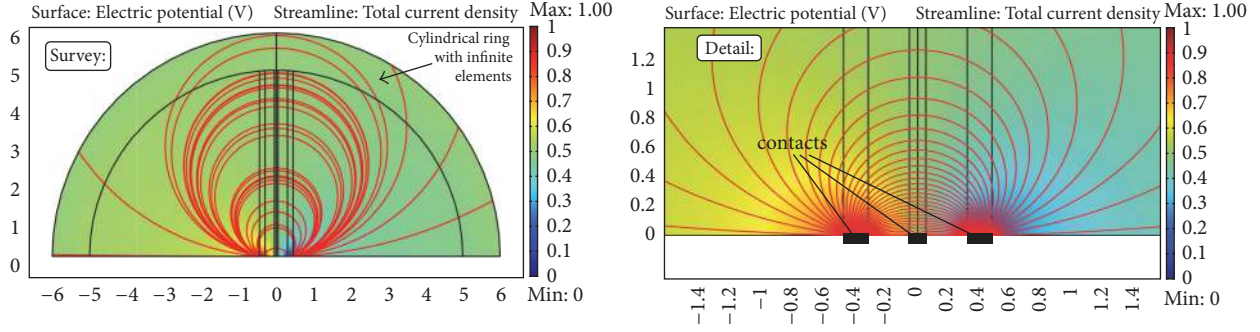 Surface: Electric potential (V)
Streamline: Total current density
Max: 1.00
Survey:
Cylindrical ring
with infinite
elements
6
5
4
3
2
1
0
−6 −5 −4 −3 −2 −1 0 1 2 3 4 5 6
1
0.9
0.8
0.7
0.6
0.5
0.4
0.3
0.2
0.1
0
Min: 0
Surface: Electric potential (V)
Streamline: Total current density
Max: 1.00
Detail:
contacts
1.2
1
0.8
0.6
0.4
0.2
0
−1.4 −1.2 −1 −0.8 −0.6 −0.4 −0.2 0 0.2 0.4 0.6 0.8 1 1.2 1.4
1
0.9
0.8
0.7
0.6
0.5
0.4
0.3
0.2
0.1
0
Min: 0